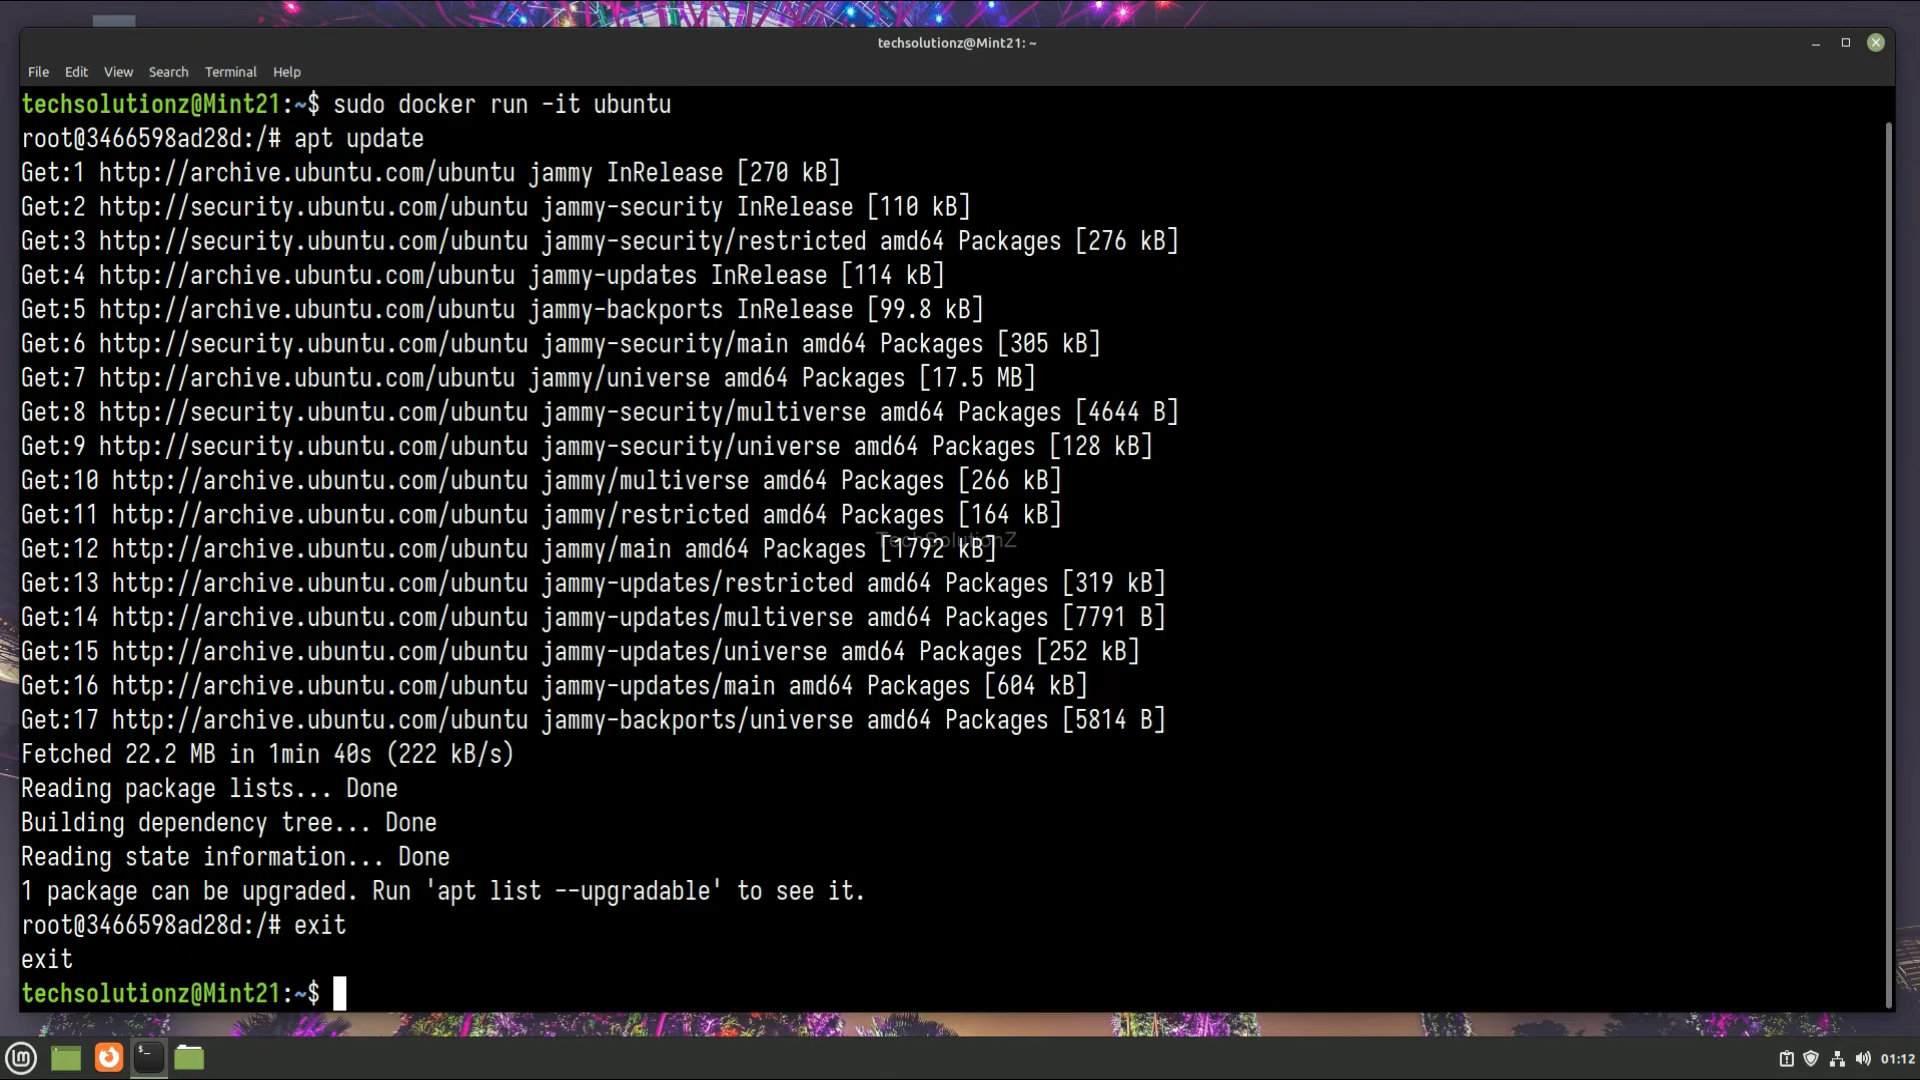 techsolutionz@Mint21: ~
File Edit View Search Terminal Help
techsolutionz@Mint21:~$ sudo docker run -it ubuntu
root@3466598ad28d:/# apt update
Get:1 http://archive.ubuntu.com/ubuntu jammy InRelease [270 kB]
Get:2 http://security.ubuntu.com/ubuntu jammy-security InRelease [110 kB]
Get:3 http://security.ubuntu.com/ubuntu jammy-security/restricted amd64 Packages [276 kB]
Get:4 http://archive.ubuntu.com/ubuntu jammy-updates InRelease [114 kB]
Get:5 http://archive.ubuntu.com/ubuntu jammy-backports InRelease [99.8 kB]
Get:6 http://security.ubuntu.com/ubuntu jammy-security/main amd64 Packages [305 kB]
Get:7 http://archive.ubuntu.com/ubuntu jammy/universe amd64 Packages [17.5 MB]
Get:8 http://security.ubuntu.com/ubuntu jammy-security/multiverse amd64 Packages [4644 B]
Get:9 http://security.ubuntu.com/ubuntu jammy-security/universe amd64 Packages [128 kB]
Get:10 http://archive.ubuntu.com/ubuntu jammy/multiverse amd64 Packages [266 kB]
Get:11 http://archive.ubuntu.com/ubuntu jammy/restricted amd64 Packages [164 kB]
TechSolutionZ
Get:12 http://archive.ubuntu.com/ubuntu jammy/main amd64 Packages [1792 kB]
Get:13 http://archive.ubuntu.com/ubuntu jammy-updates/restricted amd64 Packages [319 kB]
Get:14 http://archive.ubuntu.com/ubuntu jammy-updates/multiverse amd64 Packages [7791 B]
Get:15 http://archive.ubuntu.com/ubuntu jammy-updates/universe amd64 Packages [252 kB]
Get:16 http://archive.ubuntu.com/ubuntu jammy-updates/main amd64 Packages [604 kB]
Get:17 http://archive.ubuntu.com/ubuntu jammy-backports/universe amd64 Packages [5814 B]
Fetched 22.2 MB in 1min 40s (222 kB/s)
Reading package lists... Done
Building dependency tree... Done
Reading state information... Done
1 package can be upgraded. Run 'apt list --upgradable' to see it.
root@3466598ad28d:/# exit
exit
techsolutionz@Mint21:~$
01:12